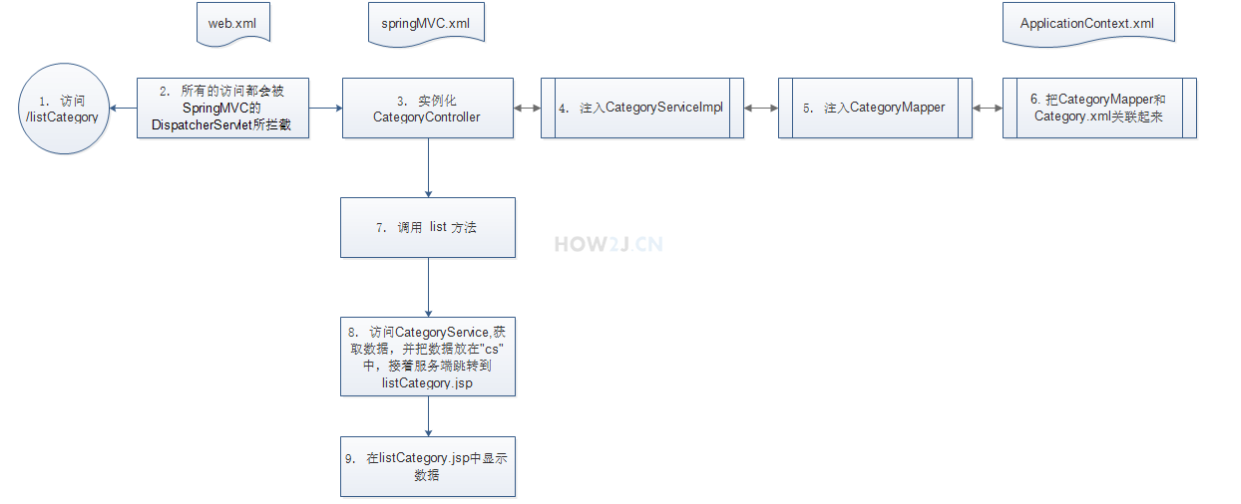 web.xml
springMVC.xml
ApplicationContext.xml
1. 访问
/listCategory
2. 所有的访问都会被
SpringMVC的
DispatcherServlet所拦截
3. 实例化
CategoryController
4. 注入CategoryServiceImpl
5. 注入CategoryMapper
6. 把CategoryMapper和
Category.xml关联起来
7. 调用 list 方法
HOW2J.CN
8. 访问CategoryService,获
取数据，并把数据放在"cs"
中，接着服务端跳转到
listCategory.jsp
9. 在listCategory.jsp中显示
数据